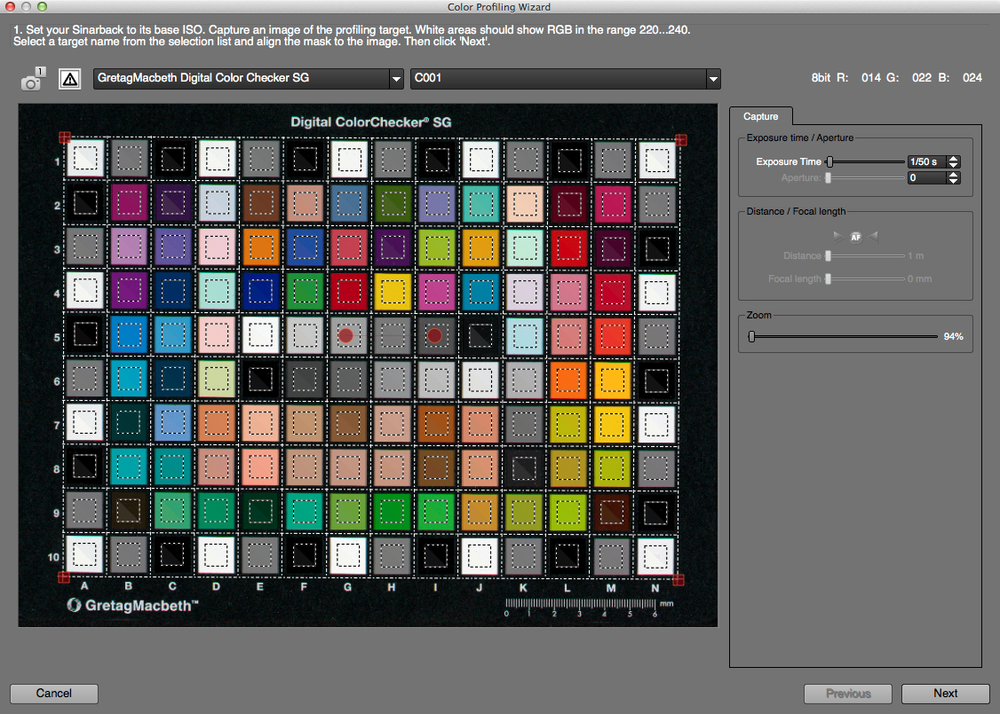 Color Profiling Wizard
1. Set your Sinarback to its base ISO. Capture an image of the profiling target. White areas should show RGB in the range 220...240.
Select a target name from the selection list and align the mask to the image. Then click 'Next'.
1
GretagMacbeth Digital Color Checker SG
C001
8bit R: 014 G: 022 B: 024
Digital ColorChecker® SG
1
2
3
4
5
6
7
8
9
10
A B C D E F G H I J K L M N
GretagMacbeth™
mm
0 1 2 3 4 5 6
Capture
Exposure time / Aperture
Exposure Time 1/50 s
Aperture: 0
Distance / Focal length
AF
Distance 1 m
Focal length 0 mm
Zoom
94%
Cancel
Previous
Next